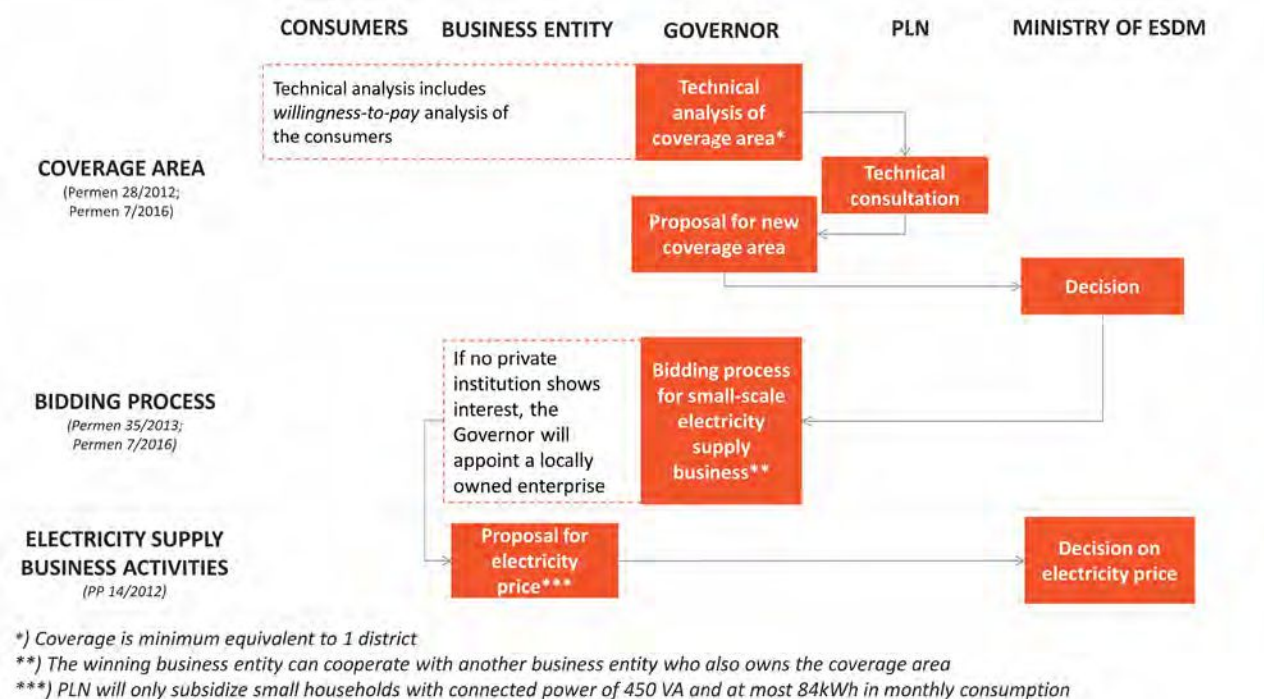 CONSUMERS BUSINESS ENTITY GOVERNOR PLN MINISTRY OF ESDM
Technical analysis includes
willingness-to-pay analysis of
the consumers
Technical
analysis of
coverage area*
COVERAGE AREA
(Permen 28/2012;
Permen 7/2016)
Technical
consultation
Proposal for new
coverage area
Decision
BIDDING PROCESS
(Permen 35/2013;
Permen 7/2016)
If no private
institution shows
interest, the
Governor will
appoint a locally
owned enterprise
Bidding process
for small-scale
electricity
supply
business**
ELECTRICITY SUPPLY
BUSINESS ACTIVITIES
(PP 14/2012)
Proposal for
electricity
price***
Decision on
electricity price
*) Coverage is minimum equivalent to 1 district
**) The winning business entity can cooperate with another business entity who also owns the coverage area
***) PLN will only subsidize small households with connected power of 450 VA and at most 84kWh in monthly consumption